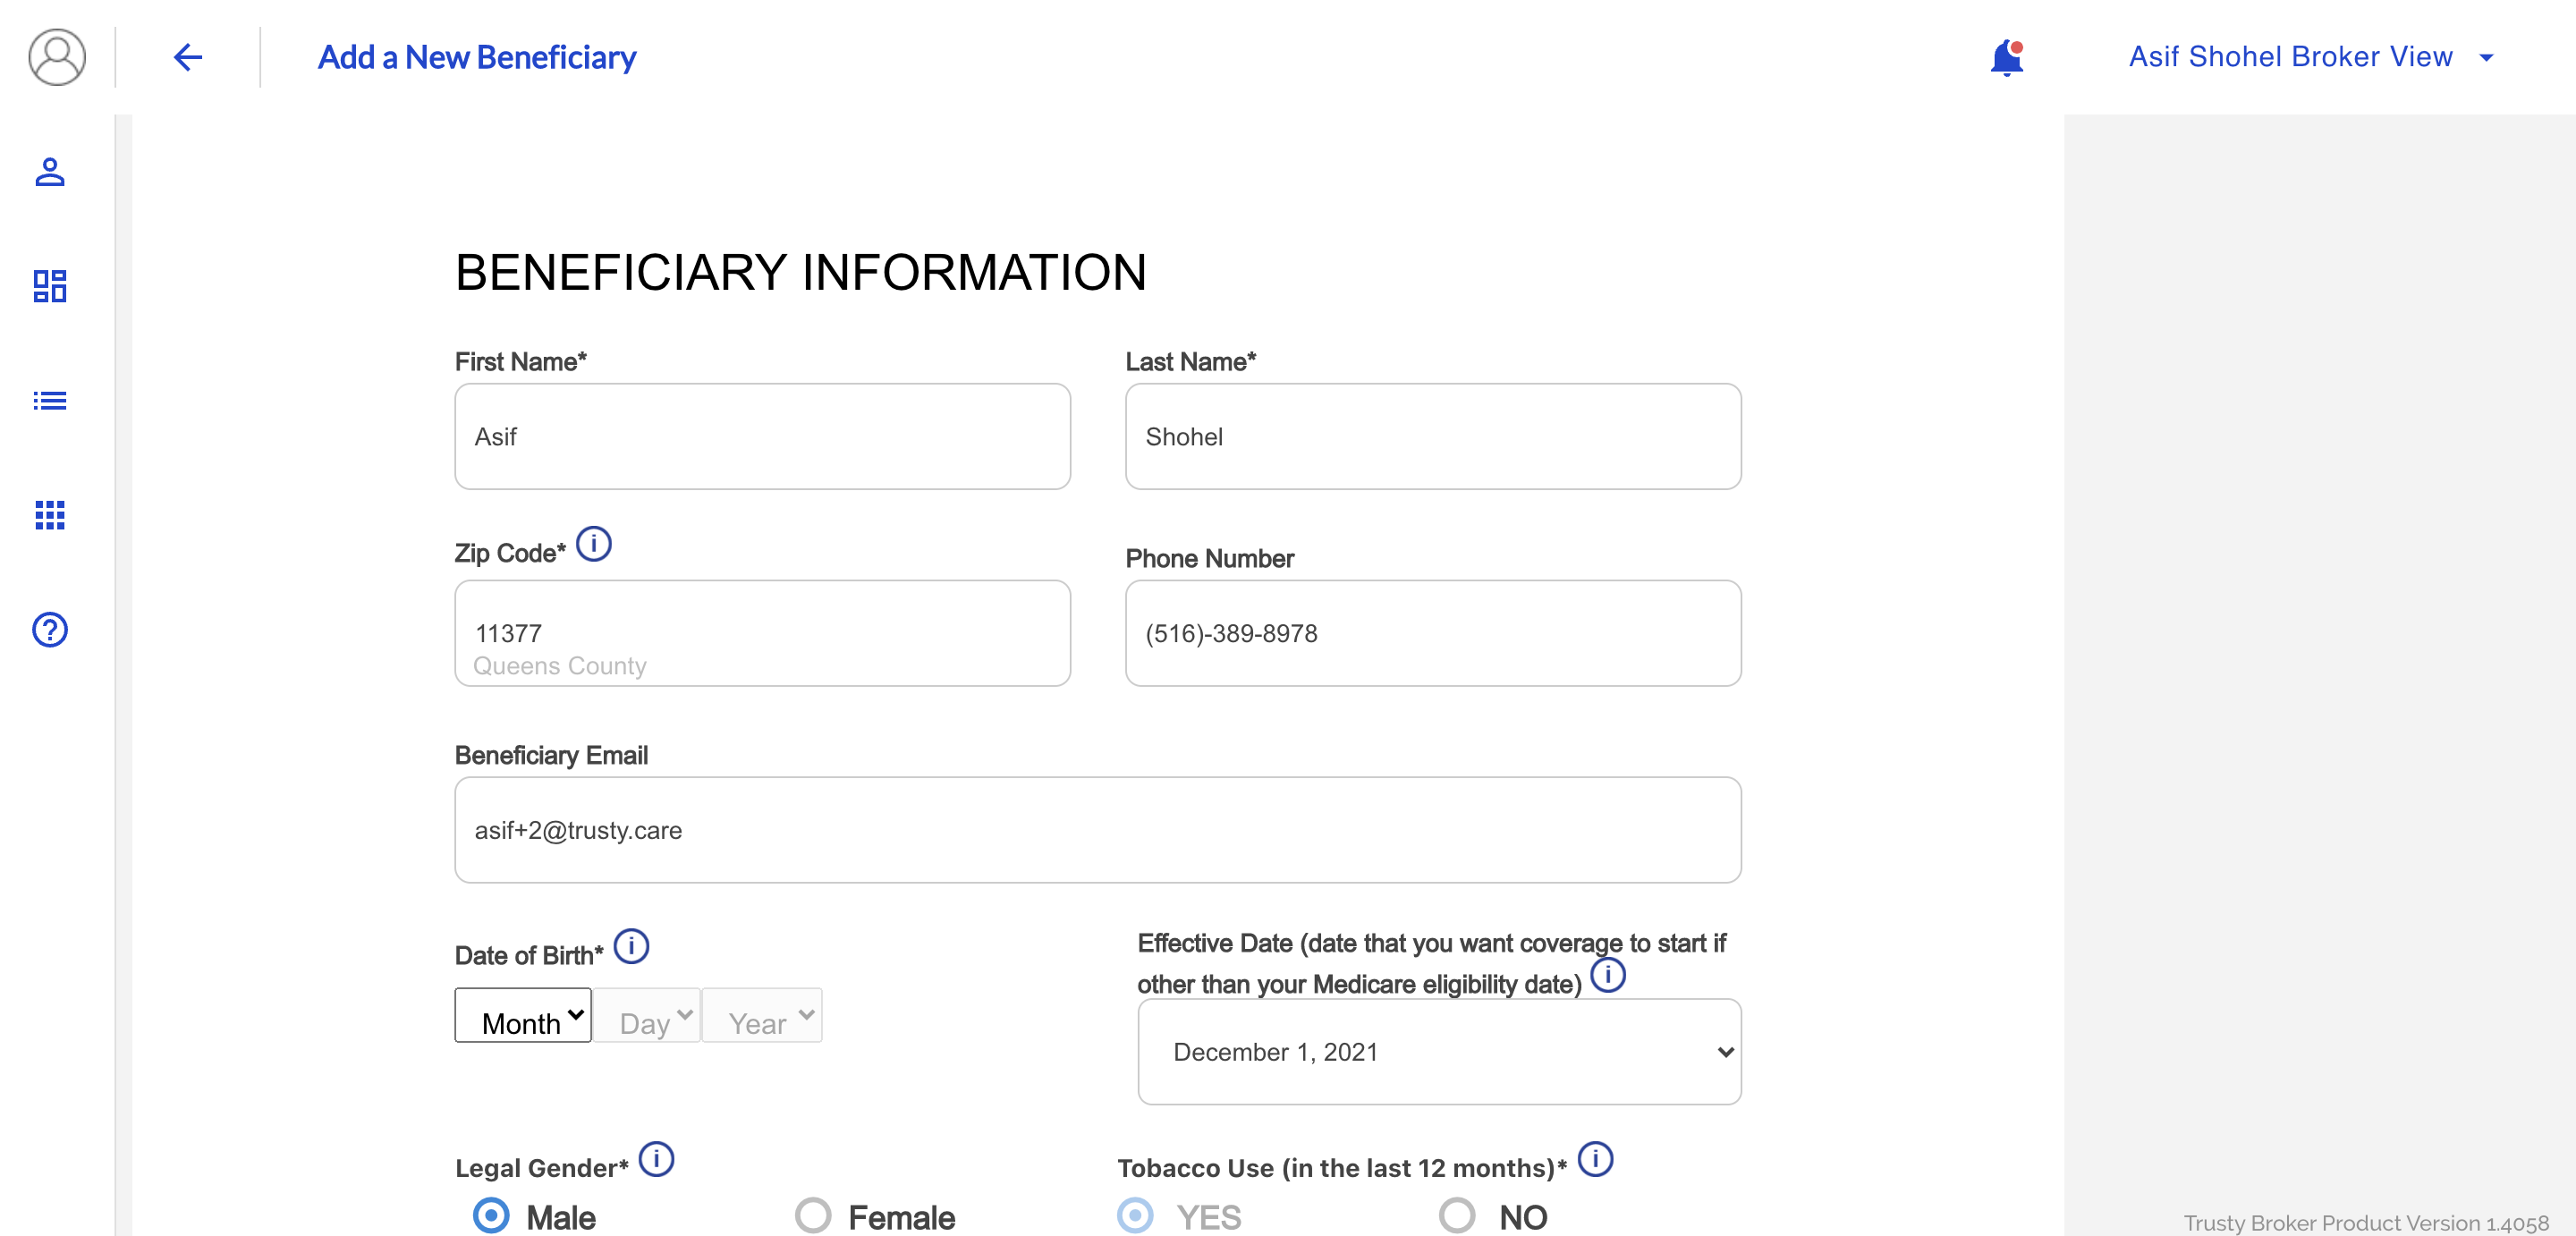 Add a New Beneficiary
Asif Shohel Broker View
BENEFICIARY INFORMATION
First Name*
Last Name*
Asif
Shohel
Zip Code*
Phone Number
11377
Queens County
(516)-389-8978
Beneficiary Email
asif+2@trusty.care
Date of Birth*
Effective Date (date that you want coverage to start if
other than your Medicare eligibility date)
Month
Day
Year
December 1, 2021
Legal Gender*
Tobacco Use (in the last 12 months)*
Male
Female
YES
NO
Trusty Broker Product Version 1.4058